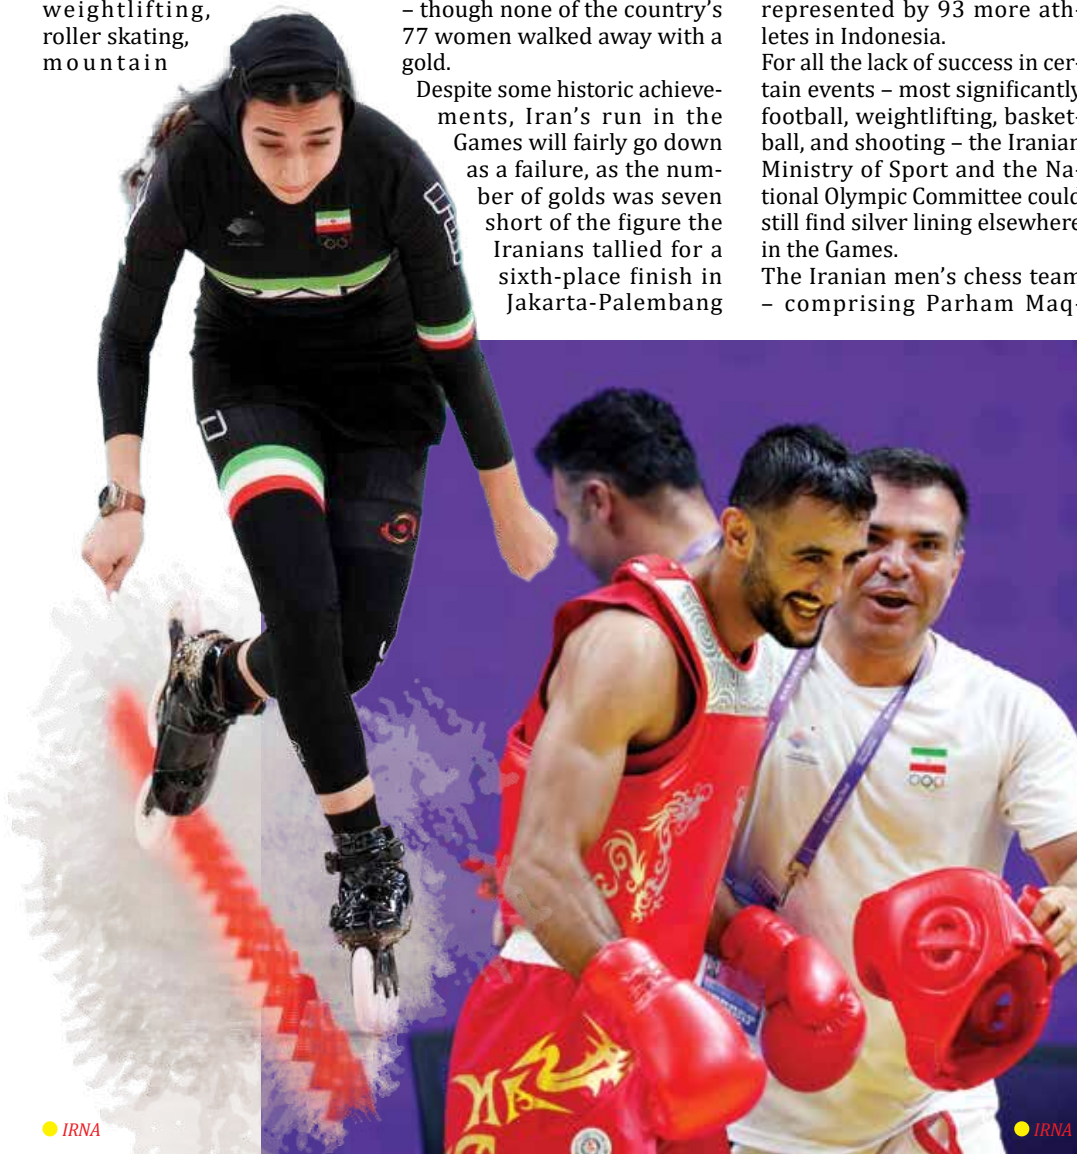 weightlifting,
roller skating,
mountain
– though none of the country's
77 women walked away with a
gold.
Despite some historic achieve-
ments, Iran's run in the
Games will fairly go down
as a failure, as the num-
ber of golds was seven
short of the figure the
Iranians tallied for a
sixth-place finish in
Jakarta-Palembang
represented by 93 more ath-
letes in Indonesia.
For all the lack of success in cer-
tain events – most significantly
football, weightlifting, basket-
ball, and shooting – the Iranian
Ministry of Sport and the Na-
tional Olympic Committee could
still find silver lining elsewhere
in the Games.
The Iranian men's chess team
– comprising Parham Maq-
IRNA
IRNA